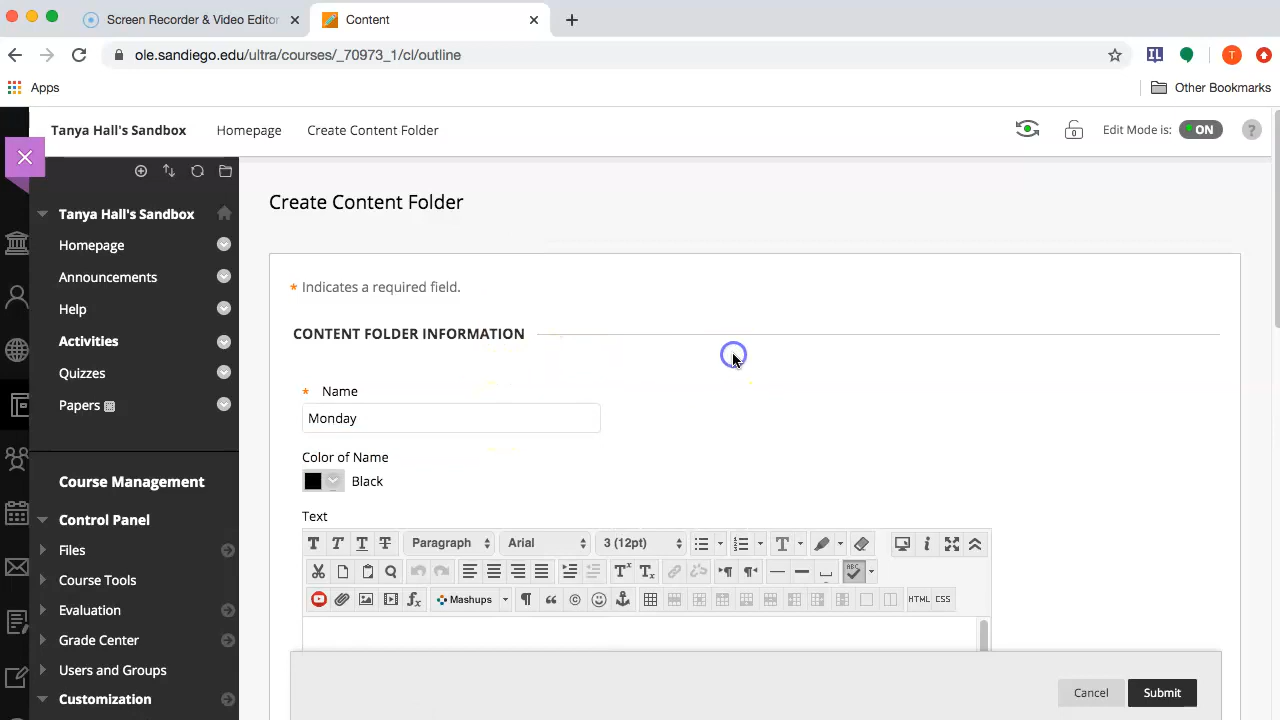 Screen Recorder & Video Editor
Content
ole.sandiego.edu/ultra/courses/_70973_1/cl/outline
IL
T
Apps
Other Bookmarks
Tanya Hall's Sandbox
Homepage
Create Content Folder
Edit Mode is:
ON
?
Tanya Hall's Sandbox
Homepage
Announcements
Help
Activities
Quizzes
Papers
Course Management
Control Panel
Files
Course Tools
Evaluation
Grade Center
Users and Groups
Customization
Create Content Folder
* Indicates a required field.
CONTENT FOLDER INFORMATION
* Name
Monday
Color of Name
Black
Text
T T T T Paragraph Arial 3 (12pt) T
ABC
Mashups HTML CSS
Cancel Submit